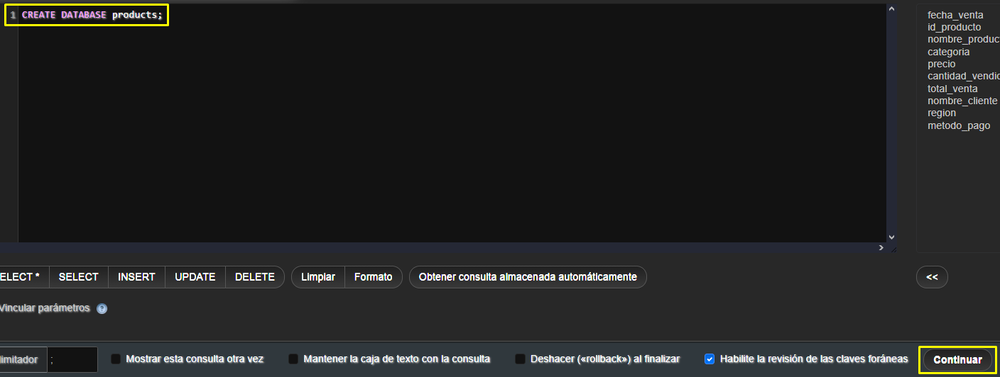 1 CREATE DATABASE products;
fecha_venta
id_producto
nombre_produc
categoria
precio
cantidad_vendic
total_venta
nombre_cliente
region
metodo_pago
ELECT * SELECT INSERT UPDATE DELETE Limpiar Formato Obtener consulta almacenada automáticamente <<
Vincular parámetros
limitador ; Mostrar esta consulta otra vez Mantener la caja de texto con la consulta Deshacer («rollback») al finalizar Habilite la revisión de las claves foráneas Continuar